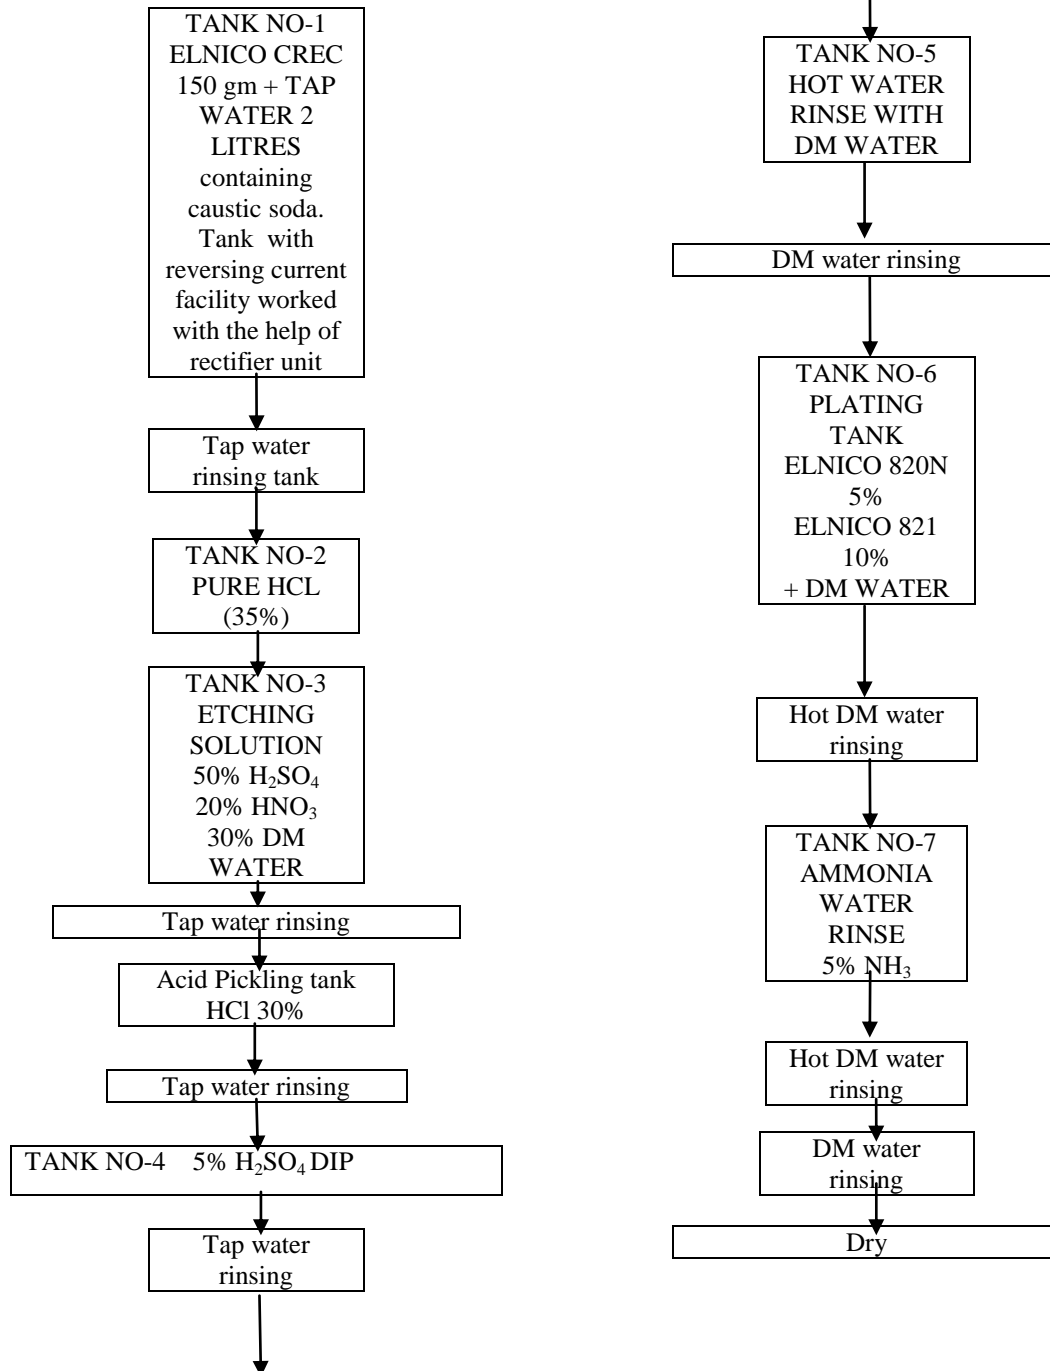 TANK NO-1
ELNICO CREC
150 gm + TAP
WATER 2
LITRES
containing
caustic soda.
Tank with
reversing current
facility worked
with the help of
rectifier unit
Tap water
rinsing tank
TANK NO-2
PURE HCL
(35%)
TANK NO-3
ETCHING
SOLUTION
50% H₂SO₄
20% HNO₃
30% DM
WATER
Tap water rinsing
Acid Pickling tank
HCl 30%
Tap water rinsing
TANK NO-4 5% H₂SO₄ DIP
Tap water
rinsing
TANK NO-5
HOT WATER
RINSE WITH
DM WATER
DM water rinsing
TANK NO-6
PLATING
TANK
ELNICO 820N
5%
ELNICO 821
10%
+ DM WATER
Hot DM water
rinsing
TANK NO-7
AMMONIA
WATER
RINSE
5% NH₃
Hot DM water
rinsing
DM water
rinsing
Dry